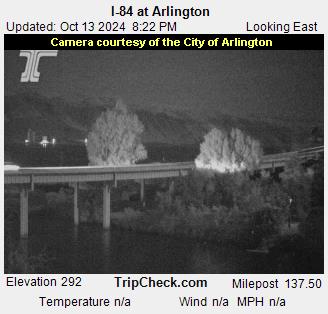 I-84 at Arlington
Updated: Oct 13 2024 8:22 PM Looking East
Camera courtesy of the City of Arlington
Elevation 292 TripCheck.com Milepost 137.50
Temperature n/a Wind n/a MPH n/a